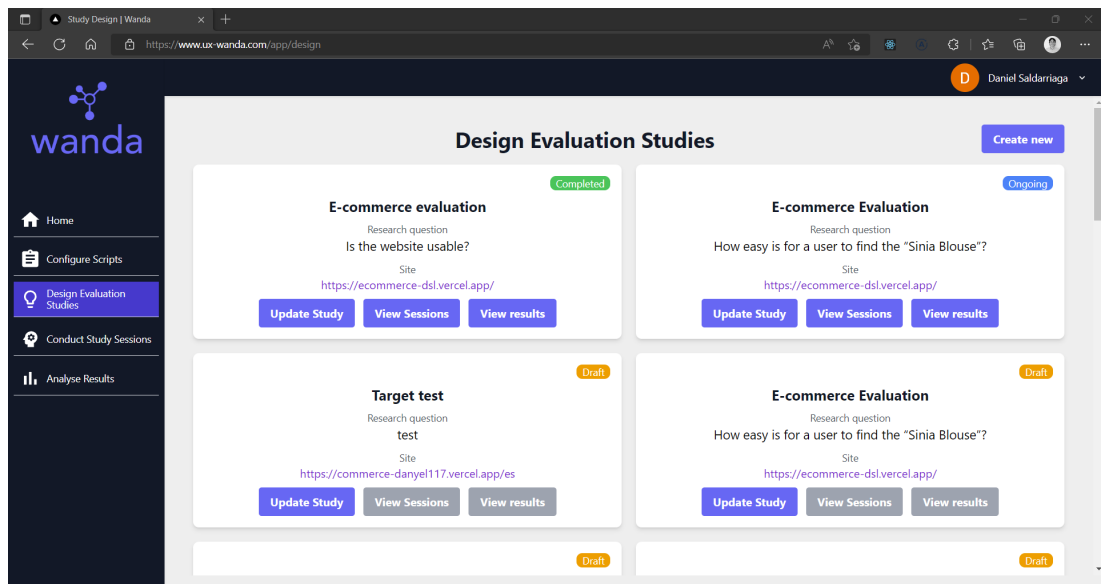 Study Design | Wanda
https://www.ux-wanda.com/app/design
D Daniel Saldarriaga
wanda
Home
Configure Scripts
Design Evaluation
Studies
Conduct Study Sessions
Analyse Results
Design Evaluation Studies
Create new
Completed
E-commerce evaluation
Research question
Is the website usable?
Site
https://ecommerce-dsl.vercel.app/
Update Study View Sessions View results
Ongoing
E-commerce Evaluation
Research question
How easy is for a user to find the “Sinia Blouse”?
Site
https://ecommerce-dsl.vercel.app/
Update Study View Sessions View results
Draft
Target test
Research question
test
Site
https://commerce-danyel117.vercel.app/es
Update Study View Sessions View results
Draft
E-commerce Evaluation
Research question
How easy is for a user to find the “Sinia Blouse”?
Site
https://ecommerce-dsl.vercel.app/
Update Study View Sessions View results
Draft
Draft